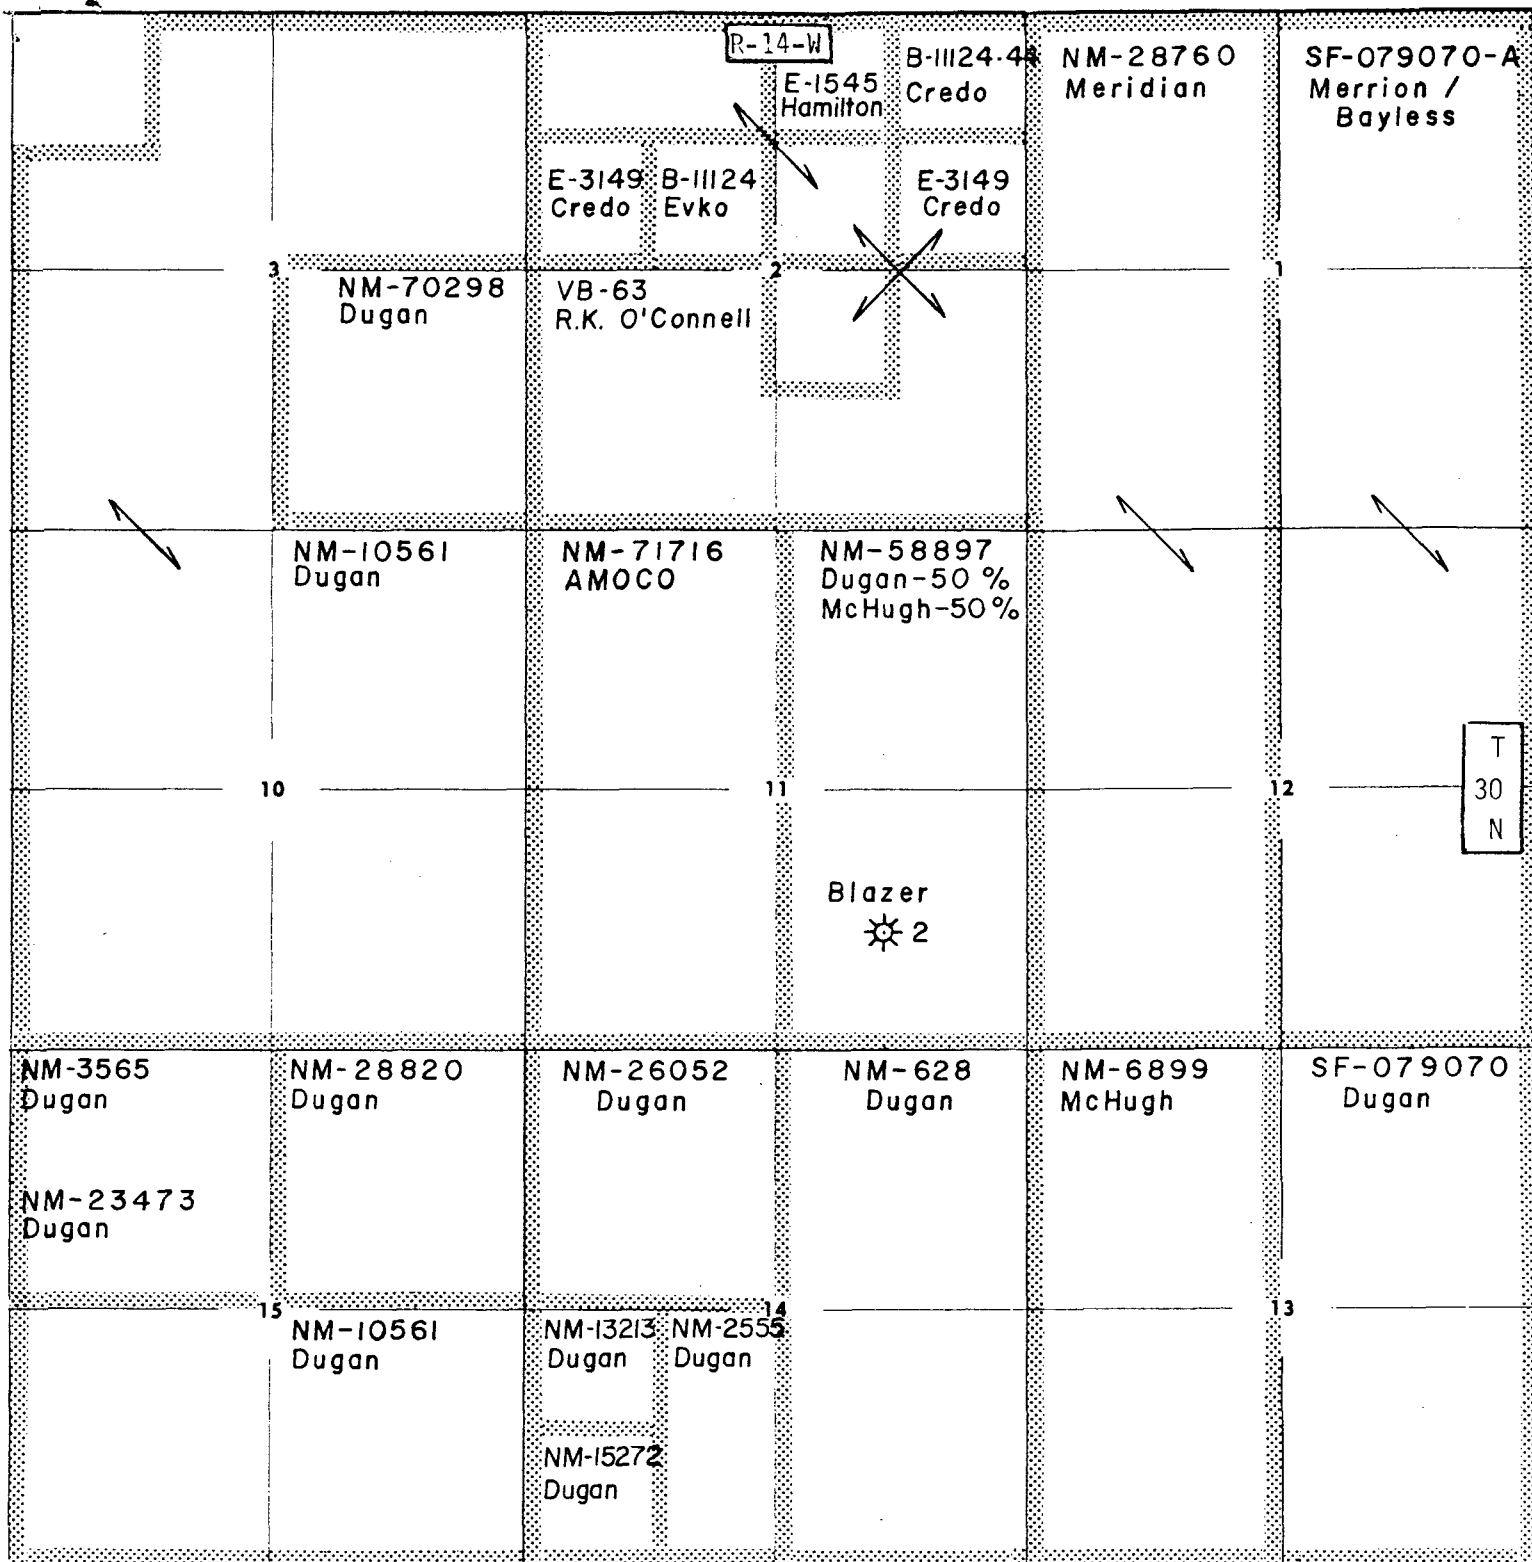 R-14-W
E-1545
Hamilton
B-11124-44
Credo
NM-28760
Meridian
SF-079070-A
Merrion /
Bayless
E-3149
Credo
B-11124
Evko
E-3149
Credo
3
2
1
NM-70298
Dugan
VB-63
R.K. O'Connell
NM-10561
Dugan
NM-71716
AMOCO
NM-58897
Dugan-50 %
McHugh-50%
T
30
N
10
11
12
Blazer
2
NM-3565
Dugan
NM-28820
Dugan
NM-26052
Dugan
NM-628
Dugan
NM-6899
McHugh
SF-079070
Dugan
NM-23473
Dugan
15
14
13
NM-10561
Dugan
NM-13213
Dugan
NM-2555
Dugan
NM-15272
Dugan